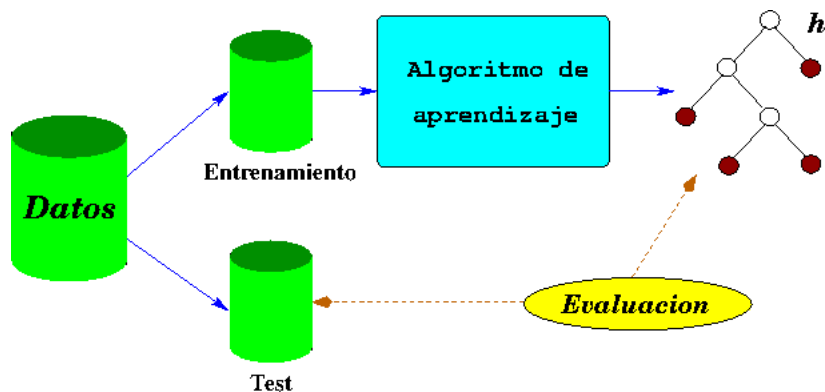 Datos
Entrenamiento
Algoritmo de
aprendizaje
h
Test
Evaluacion